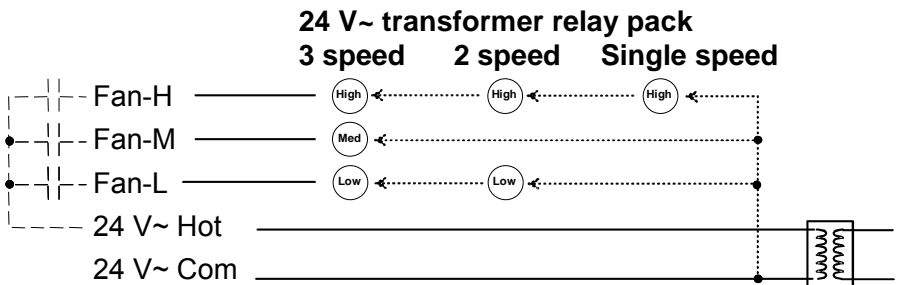 24 V~ transformer relay pack
3 speed 2 speed Single speed
Fan-H High High High
Fan-M Med
Fan-L Low Low
24 V~ Hot
24 V~ Com